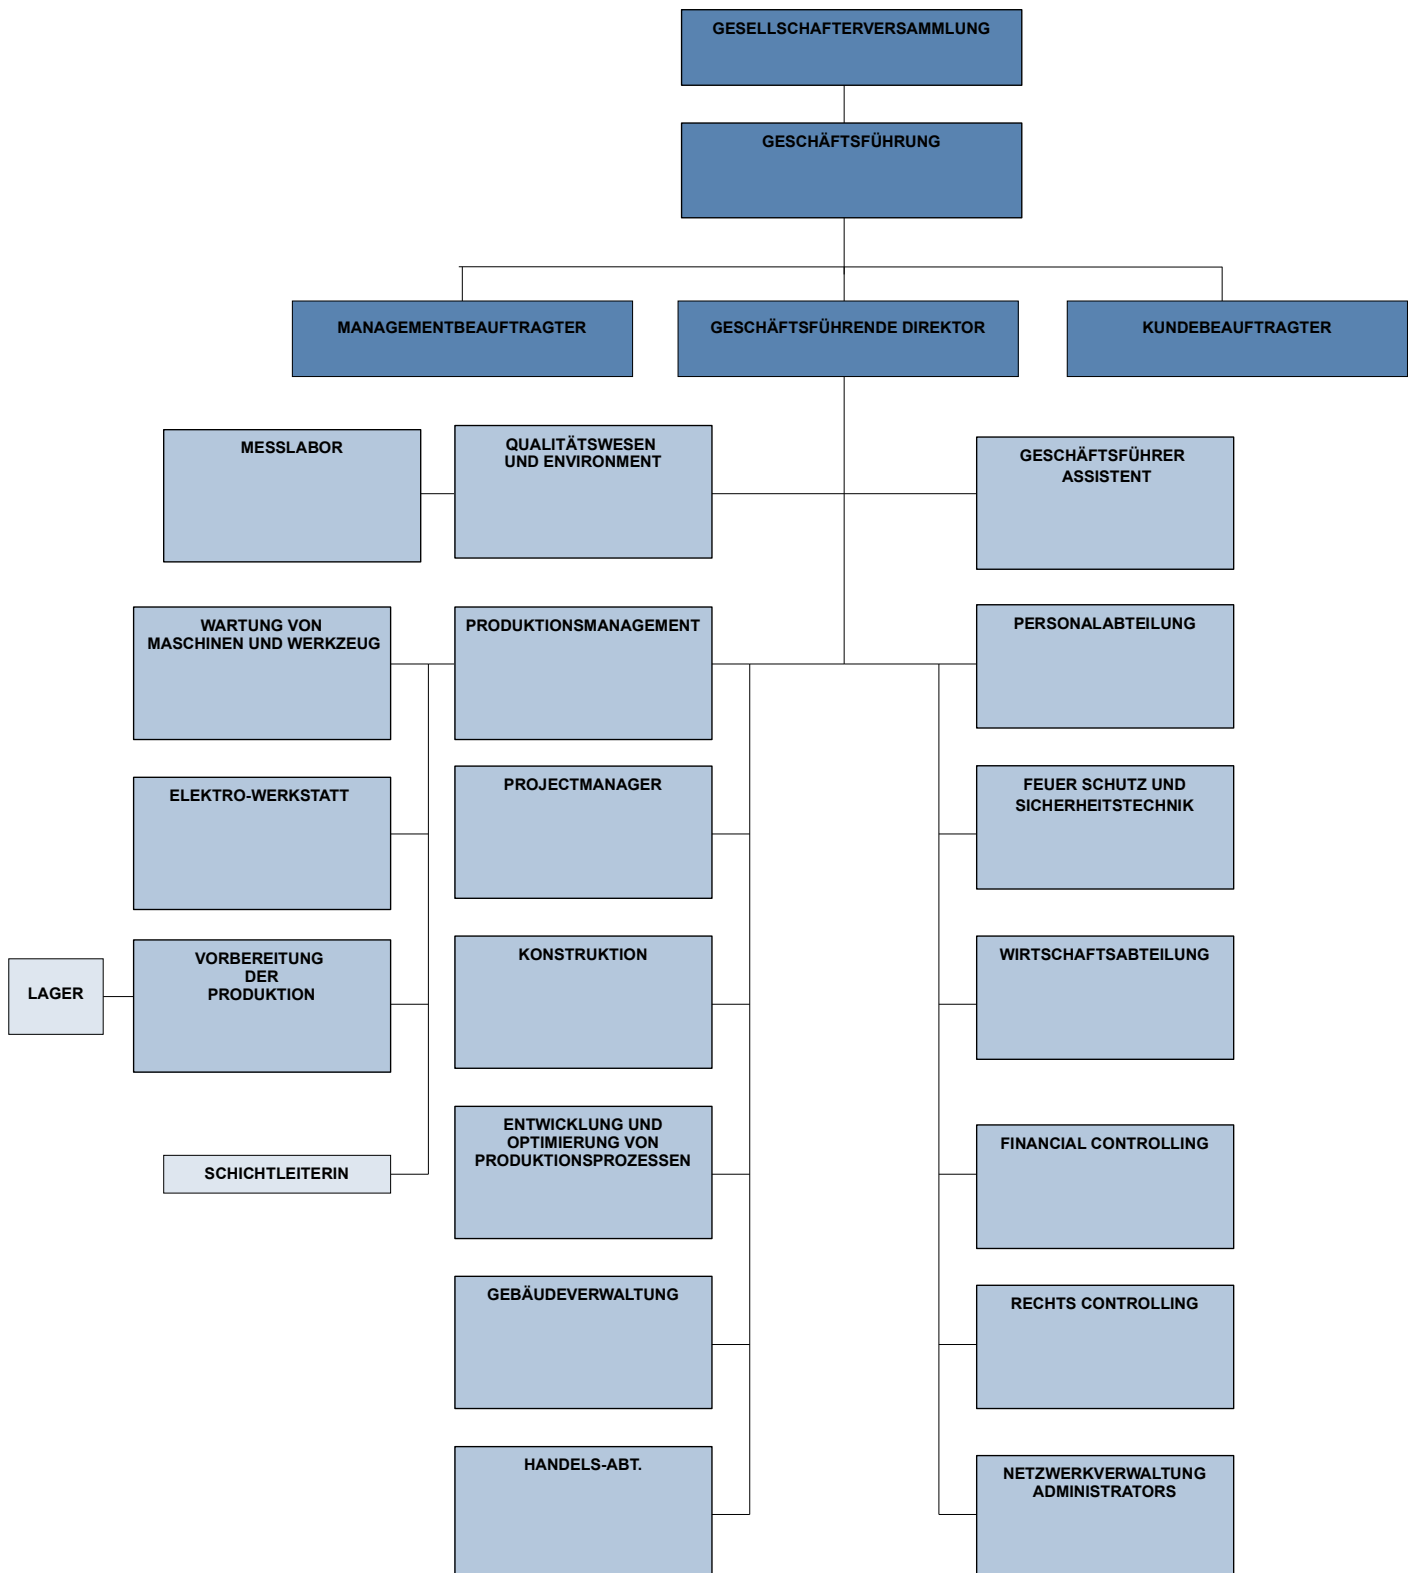 GESELLSCHAFTERVERSAMMLUNG
GESCHÄFTSFÜHRUNG
MANAGEMENTBEAUFTRAGTER
GESCHÄFTSFÜHRENDE DIREKTOR
KUNDEBEAUFTRAGTER
MESSLABOR
QUALITÄTSWESEN
UND ENVIRONMENT
GESCHÄFTSFÜHRER
ASSISTENT
WARTUNG VON
MASCHINEN UND WERKZEUG
PRODUKTIONSMANAGEMENT
PERSONALABTEILUNG
ELEKTRO-WERKSTATT
PROJECTMANAGER
FEUER SCHUTZ UND
SICHERHEITSTECHNIK
LAGER
VORBEREITUNG
DER
PRODUKTION
KONSTRUKTION
WIRTSCHAFTSABTEILUNG
SCHICHTLEITERIN
ENTWICKLUNG UND
OPTIMIERUNG VON
PRODUKTIONSPROZESSEN
FINANCIAL CONTROLLING
GEBÄUDEVERWALTUNG
RECHTS CONTROLLING
HANDELS-ABT.
NETZWERKVERWALTUNG
ADMINISTRATORS